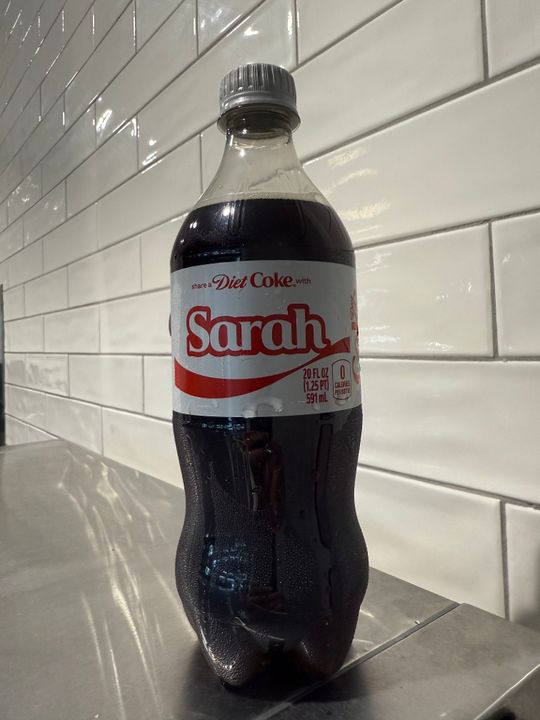 share a Diet Coke with
Sarah
20 FL OZ
(1.25 PT)
591 mL
0
CALORIES
PER BOTTLE